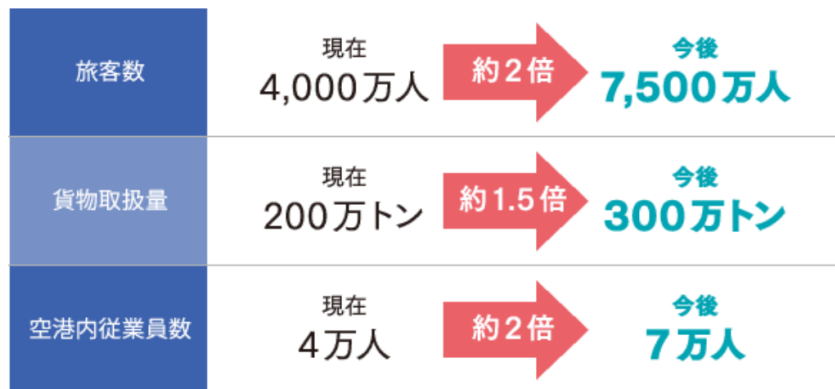 旅客数
現在
4,000万人
約2倍
今後
7,500万人
貨物取扱量
現在
200万トン
約1.5倍
今後
300万トン
空港内従業員数
現在
4万人
約2倍
今後
7万人